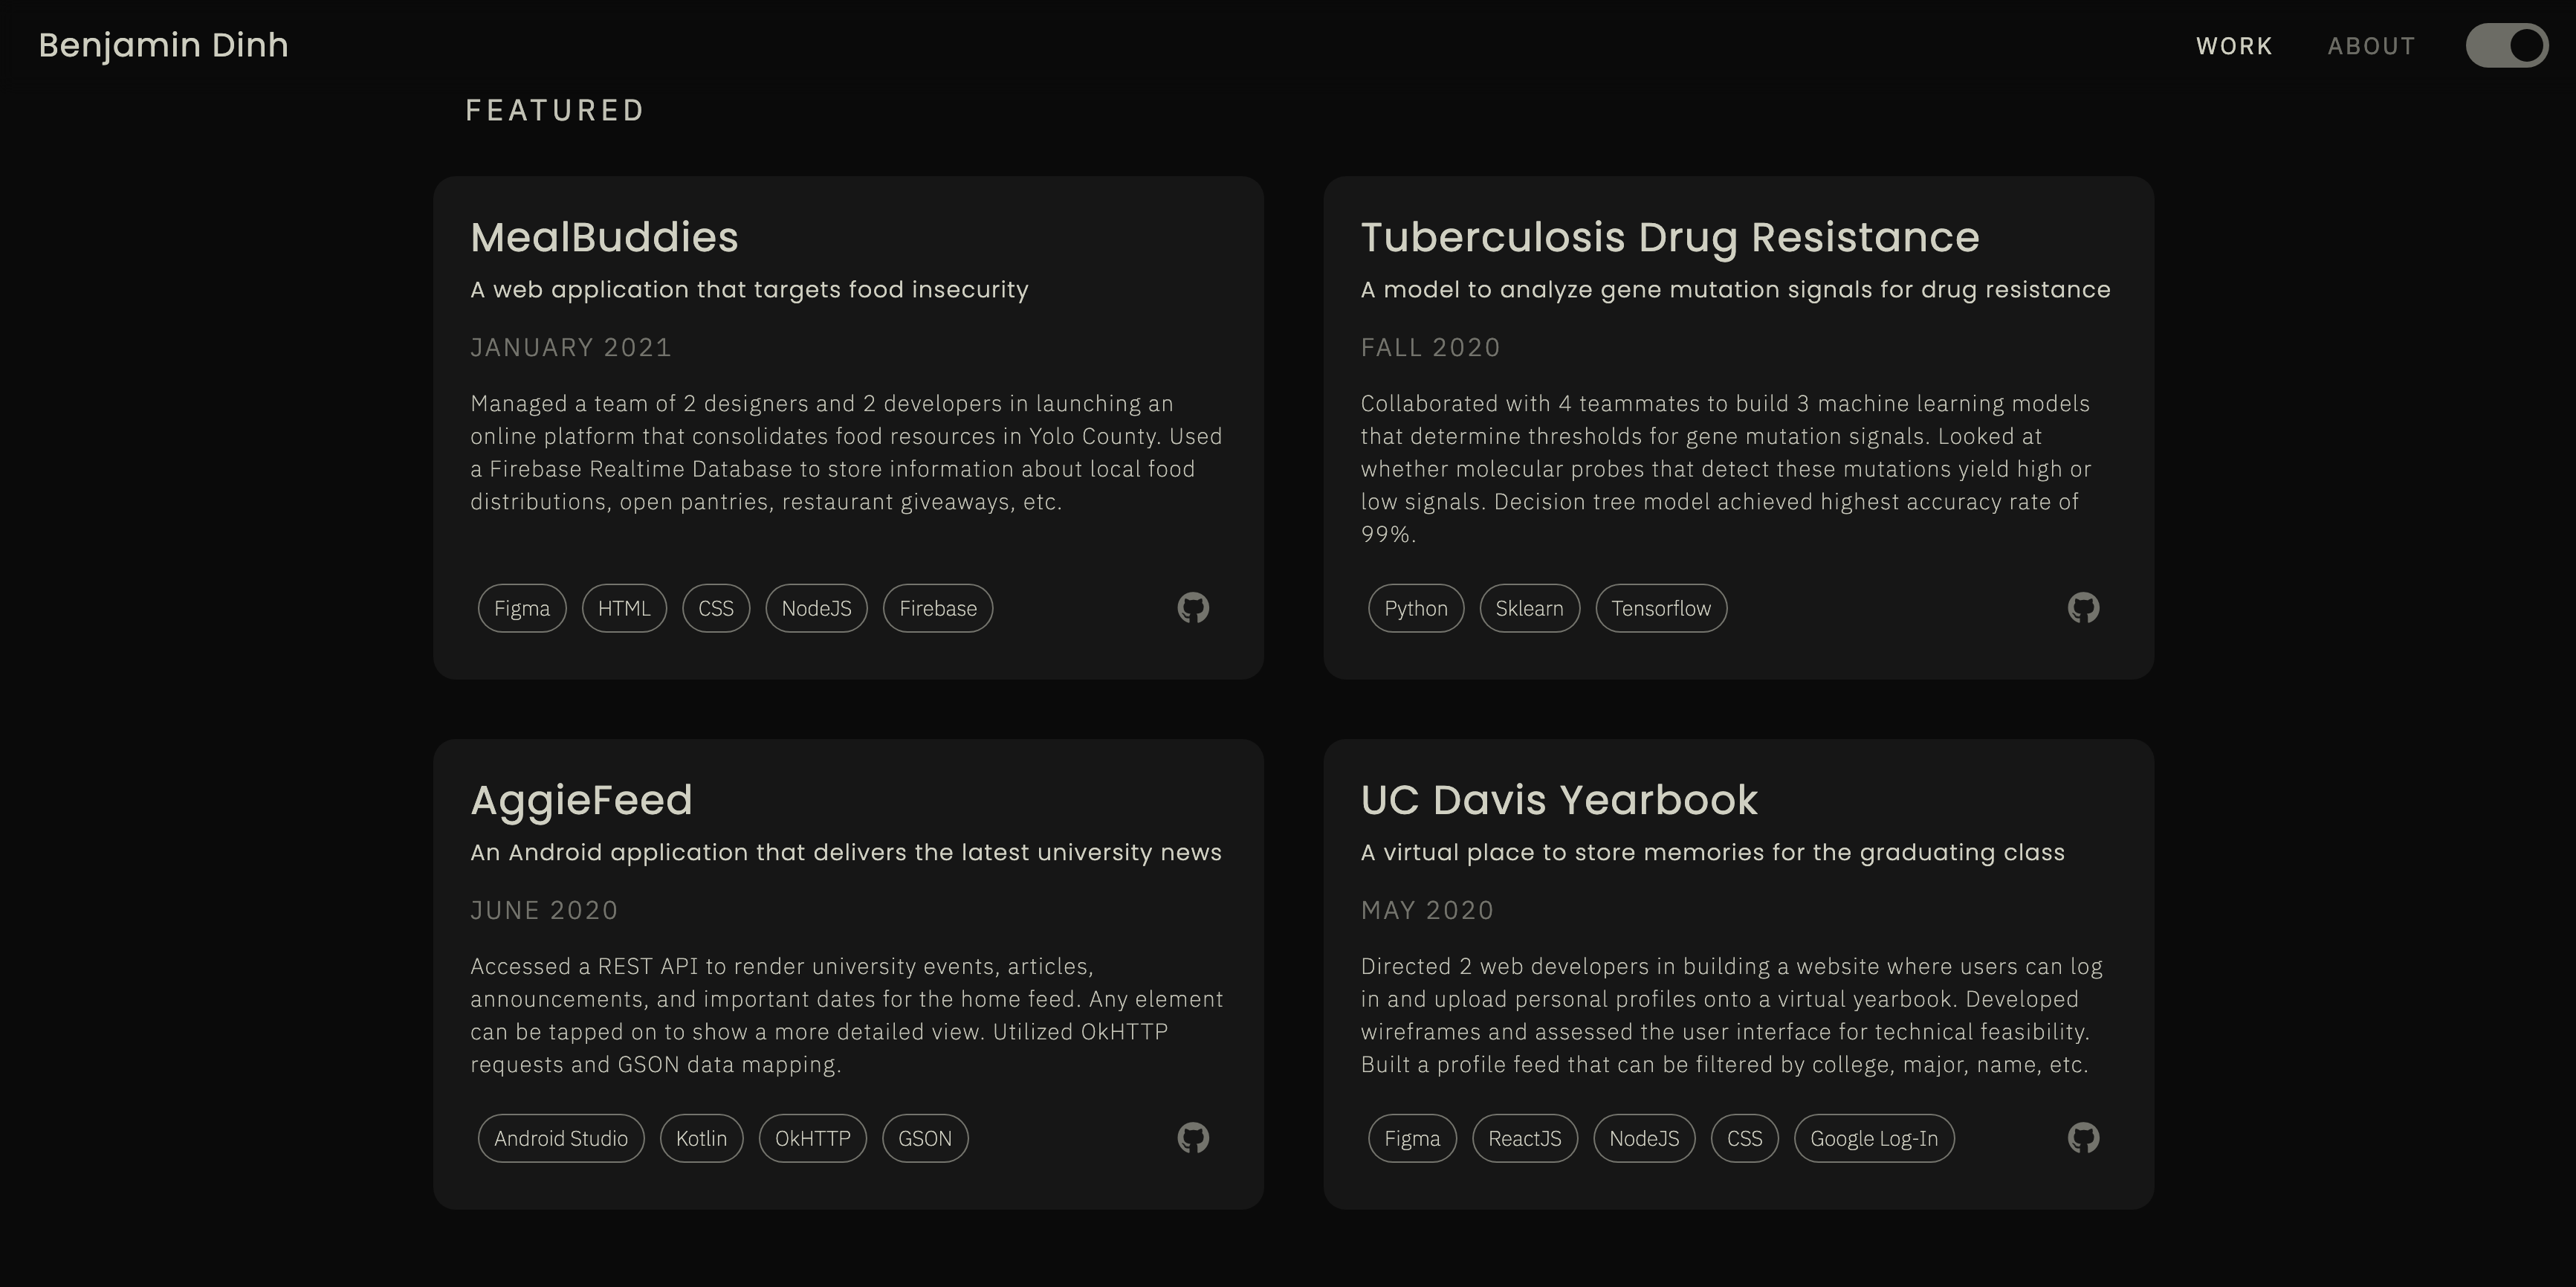 Benjamin Dinh
WORK
ABOUT
FEATURED
MealBuddies
A web application that targets food insecurity
JANUARY 2021
Managed a team of 2 designers and 2 developers in launching an
online platform that consolidates food resources in Yolo County. Used
a Firebase Realtime Database to store information about local food
distributions, open pantries, restaurant giveaways, etc.
Figma
HTML
CSS
NodeJS
Firebase
Tuberculosis Drug Resistance
A model to analyze gene mutation signals for drug resistance
FALL 2020
Collaborated with 4 teammates to build 3 machine learning models
that determine thresholds for gene mutation signals. Looked at
whether molecular probes that detect these mutations yield high or
low signals. Decision tree model achieved highest accuracy rate of
99%.
Python
Sklearn
Tensorflow
AggieFeed
An Android application that delivers the latest university news
JUNE 2020
Accessed a REST API to render university events, articles,
announcements, and important dates for the home feed. Any element
can be tapped on to show a more detailed view. Utilized OkHTTP
requests and GSON data mapping.
Android Studio
Kotlin
OkHTTP
GSON
UC Davis Yearbook
A virtual place to store memories for the graduating class
MAY 2020
Directed 2 web developers in building a website where users can log
in and upload personal profiles onto a virtual yearbook. Developed
wireframes and assessed the user interface for technical feasibility.
Built a profile feed that can be filtered by college, major, name, etc.
Figma
ReactJS
NodeJS
CSS
Google Log-In